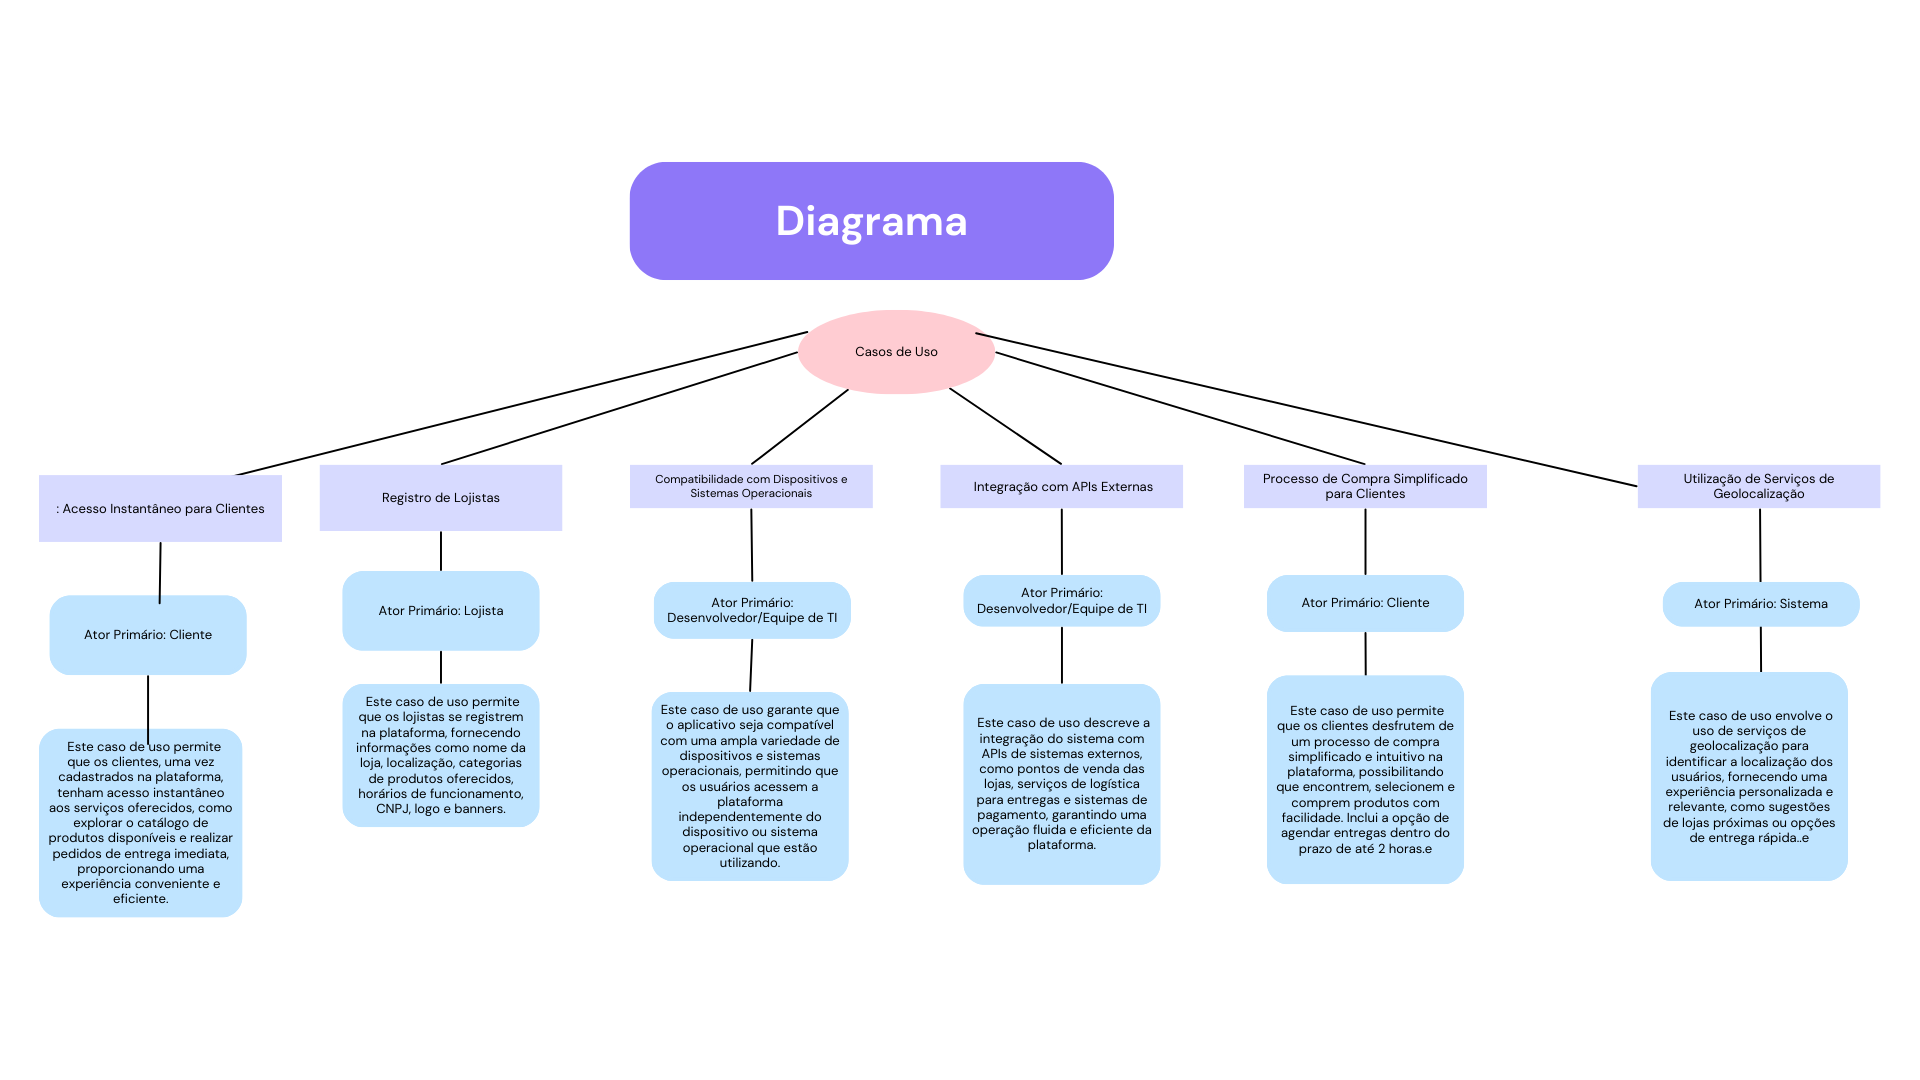 Diagrama
Casos de Uso
: Acesso Instantâneo para Clientes
Ator Primário: Cliente
Este caso de uso permite
que os clientes, uma vez
cadastrados na plataforma,
tenham acesso instantâneo
aos serviços oferecidos, como
explorar o catálogo de
produtos disponíveis e realizar
pedidos de entrega imediata,
proporcionando uma
experiência conveniente e
eficiente.
Registro de Lojistas
Ator Primário: Lojista
Este caso de uso permite
que os lojistas se registrem
na plataforma, fornecendo
informações como nome da
loja, localização, categorias
de produtos oferecidos,
horários de funcionamento,
CNPJ, logo e banners.
Compatibilidade com Dispositivos e
Sistemas Operacionais
Ator Primário:
Desenvolvedor/Equipe de TI
Este caso de uso garante que
o aplicativo seja compatível
com uma ampla variedade de
dispositivos e sistemas
operacionais, permitindo que
os usuários acessem a
plataforma
independentemente do
dispositivo ou sistema
operacional que estão
utilizando.
Integração com APIs Externas
Ator Primário:
Desenvolvedor/Equipe de TI
Este caso de uso descreve a
integração do sistema com
APIs de sistemas externos,
como pontos de venda das
lojas, serviços de logística
para entregas e sistemas de
pagamento, garantindo uma
operação fluida e eficiente da
plataforma.
Processo de Compra Simplificado
para Clientes
Ator Primário: Cliente
Este caso de uso permite
que os clientes desfrutem de
um processo de compra
simplificado e intuitivo na
plataforma, possibilitando
que encontrem, selecionem e
comprem produtos com
facilidade. Inclui a opção de
agendar entregas dentro do
prazo de até 2 horas.e
Utilização de Serviços de
Geolocalização
Ator Primário: Sistema
Este caso de uso envolve o
uso de serviços de
geolocalização para
identificar a localização dos
usuários, fornecendo uma
experiência personalizada e
relevante, como sugestões
de lojas próximas ou opções
de entrega rápida..e